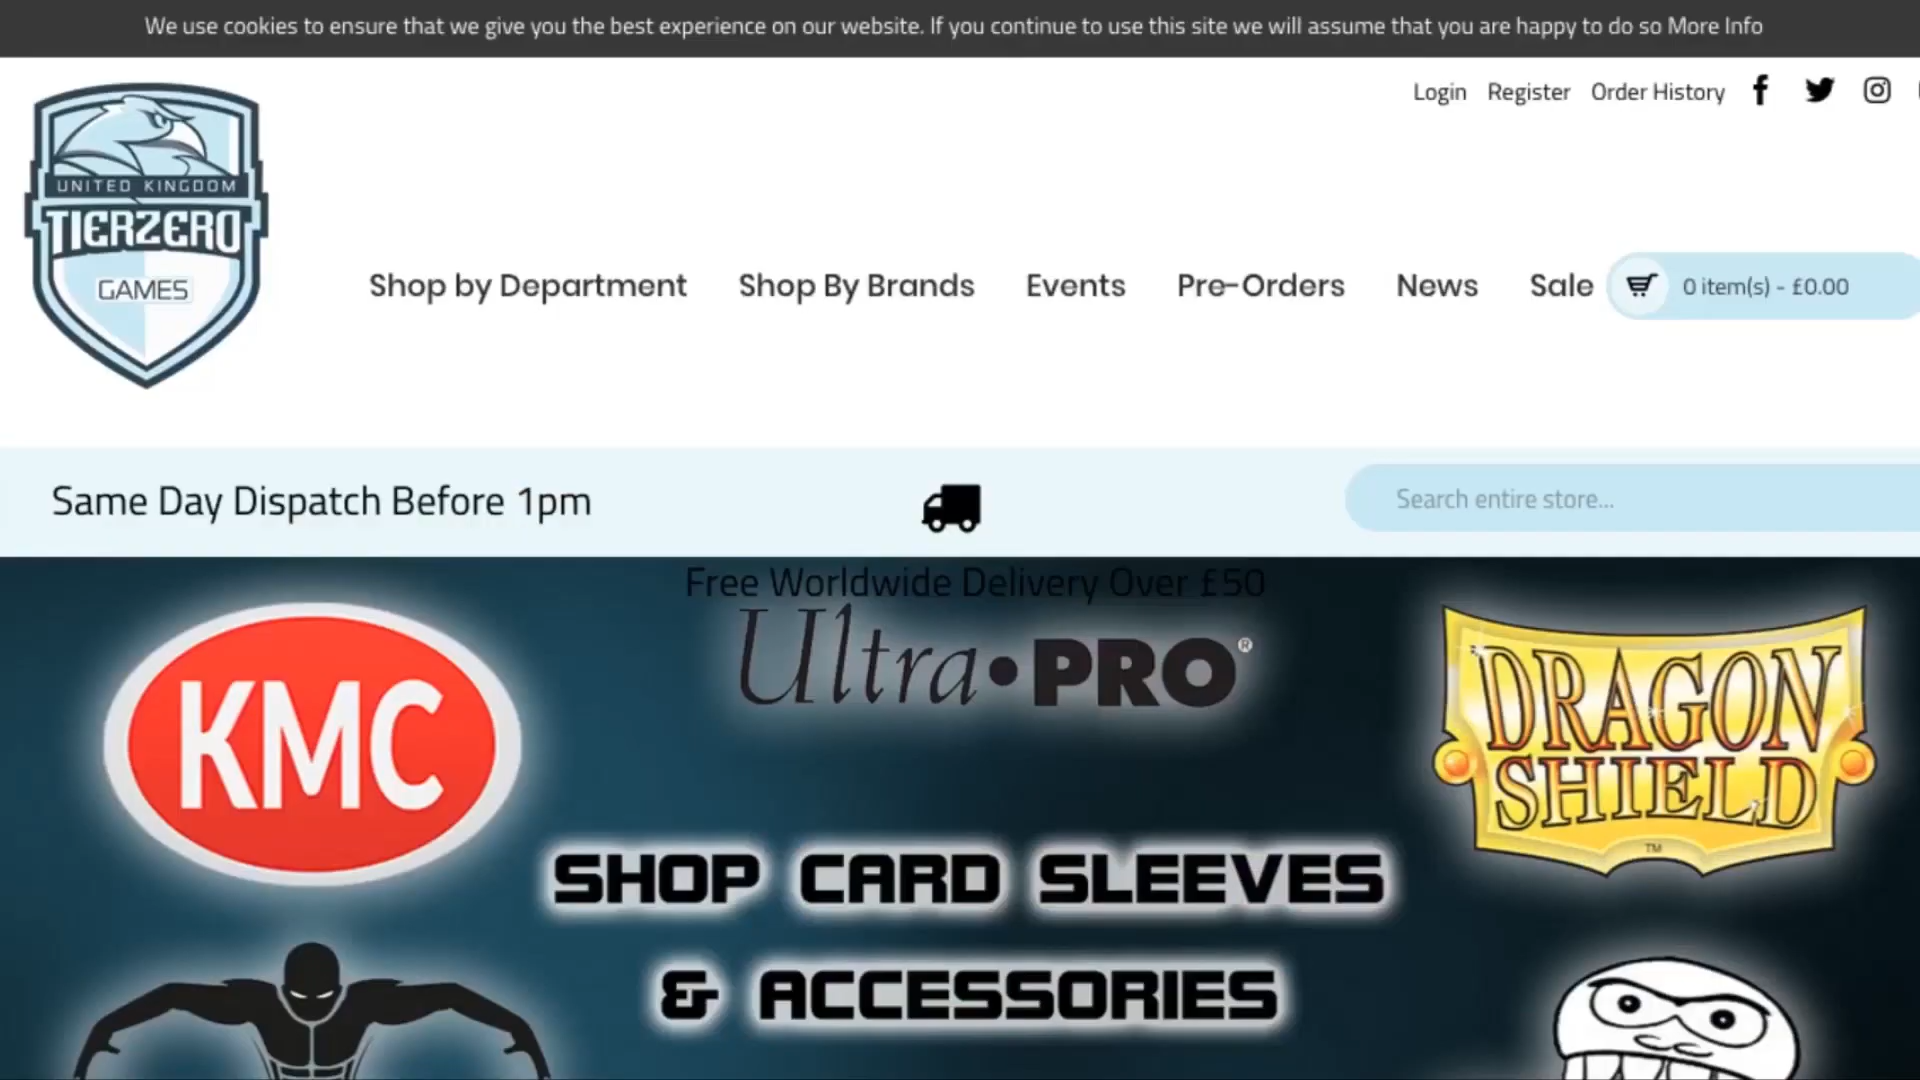 We use cookies to ensure that we give you the best experience on our website. If you continue to use this site we will assume that you are happy to do so More Info
Login Register Order History
UNITED KINGDOM
TIERZERO
GAMES
Shop by Department Shop By Brands Events Pre-Orders News Sale 0 item(s) - £0.00
Same Day Dispatch Before 1pm
Search entire store...
Free Worldwide Delivery Over £50
KMC
Ultra•PRO®
DRAGON
SHIELD
TM
SHOP CARD SLEEVES
& ACCESSORIES